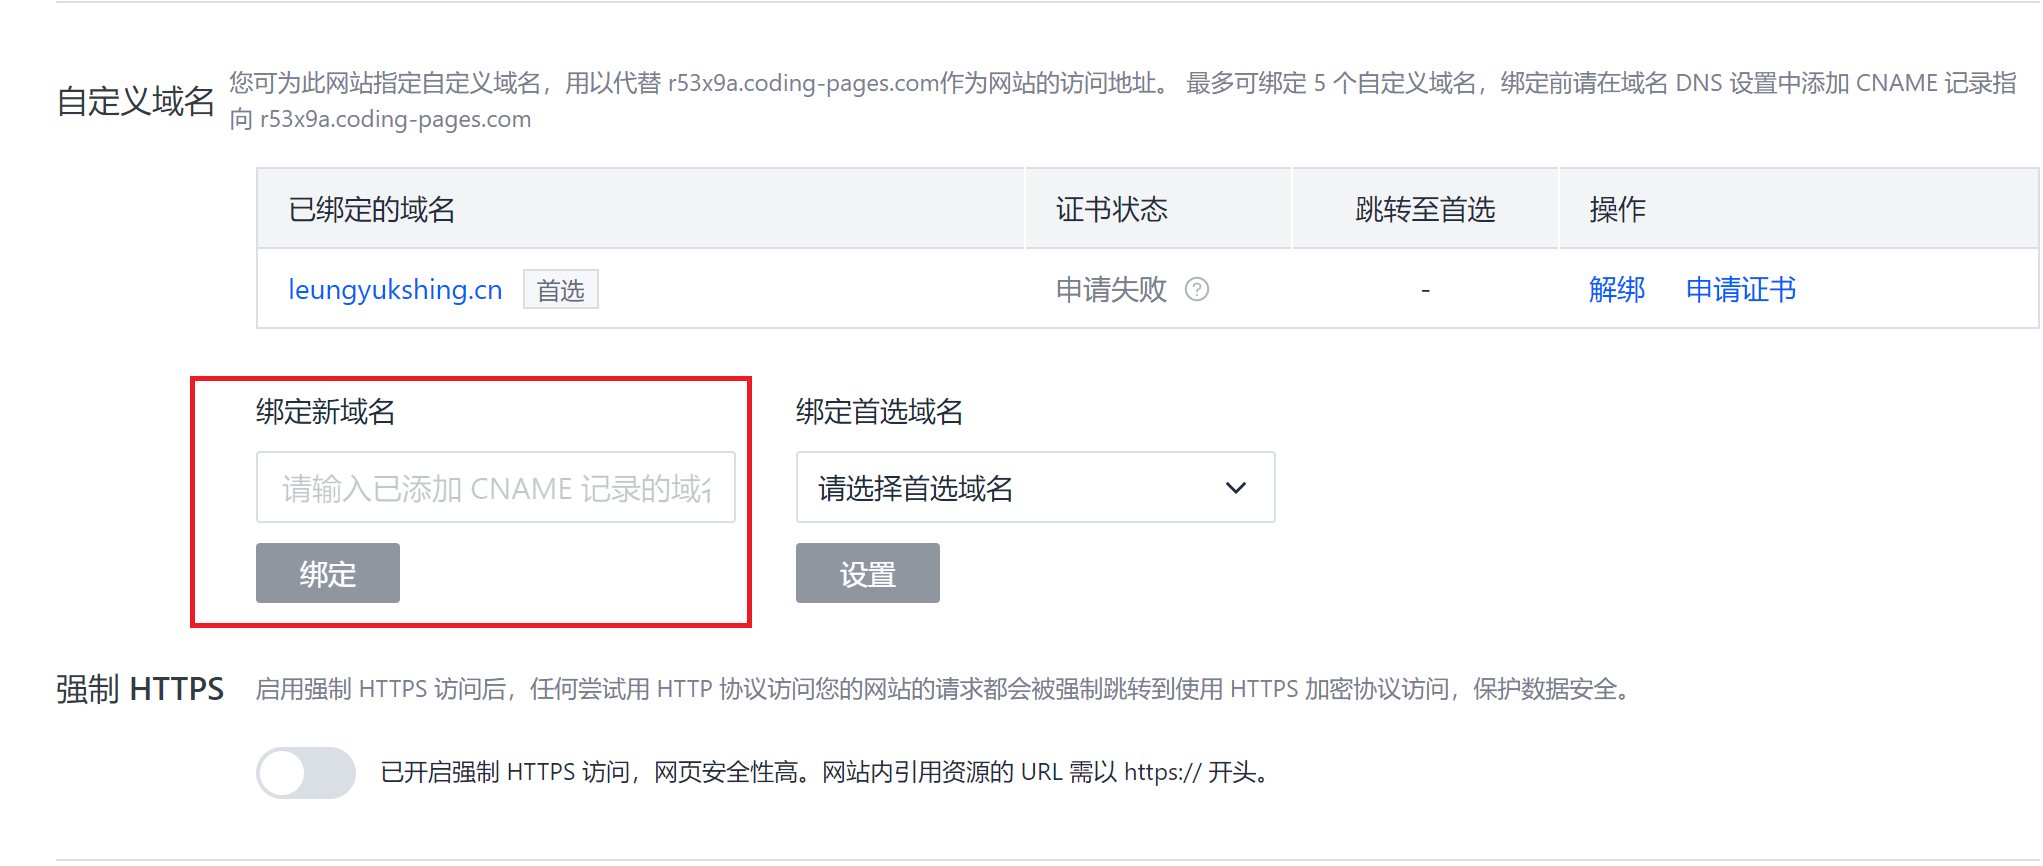 自定义域名
您可为此网站指定自定义域名，用以代替 r53x9a.coding-pages.com作为网站的访问地址。 最多可绑定 5 个自定义域名，绑定前请在域名 DNS 设置中添加 CNAME 记录指
向 r53x9a.coding-pages.com
已绑定的域名 证书状态 跳转至首选 操作
leungyukshing.cn 首选 申请失败 ? - 解绑 申请证书
绑定新域名 绑定首选域名
请输入已添加 CNAME 记录的域 请选择首选域名
绑定 设置
强制 HTTPS 启用强制 HTTPS 访问后，任何尝试用 HTTP 协议访问您的网站的请求都会被强制跳转到使用 HTTPS 加密协议访问，保护数据安全。
已开启强制 HTTPS 访问，网页安全性高。网站内引用资源的 URL 需以 https:// 开头。